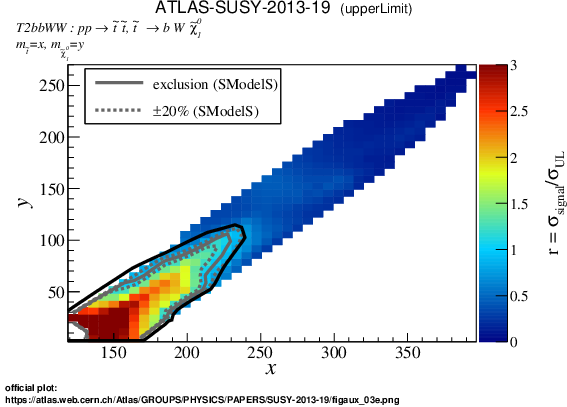 ATLAS-SUSY-2013-19 (upperLimit)
T2bbWW : pp → t̃ t̃, t̃ → b W χ̃₁⁰
m_t̃=x, m_χ̃₁⁰=y
exclusion (SModelS)
±20% (SModelS)
y
250
200
150
100
50
150 200 250 300 350
x
3
2.5
2
1.5
1
0.5
0
r = σ_signal/σ_UL
official plot:
https://atlas.web.cern.ch/Atlas/GROUPS/PHYSICS/PAPERS/SUSY-2013-19/figaux_03e.png